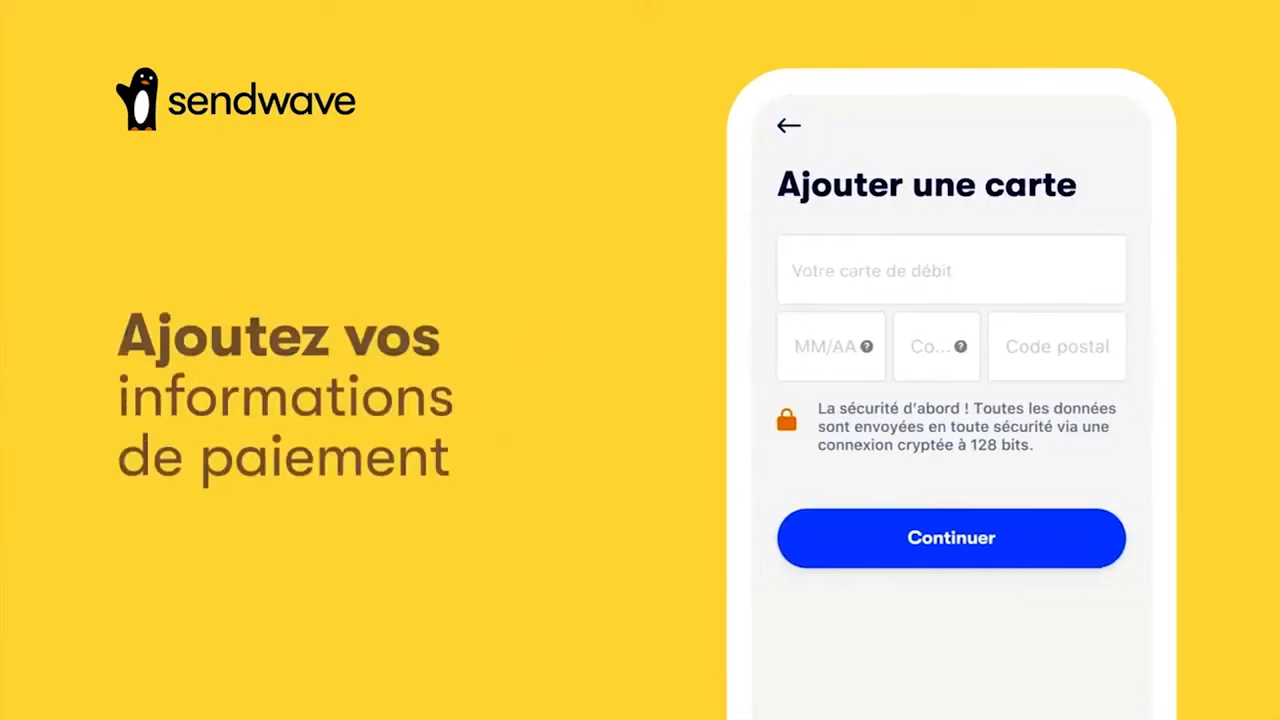 sendwave
Ajoutez vos
informations
de paiement
Ajouter une carte
Votre carte de débit
MM/AA ? Co... ? Code postal
La sécurité d'abord ! Toutes les données
sont envoyées en toute sécurité via une
connexion cryptée à 128 bits.
Continuer